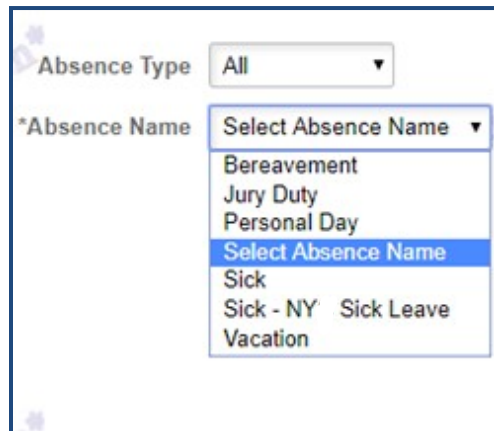 Absence Type All
*Absence Name Select Absence Name
Bereavement
Jury Duty
Personal Day
Select Absence Name
Sick
Sick - NY Sick Leave
Vacation